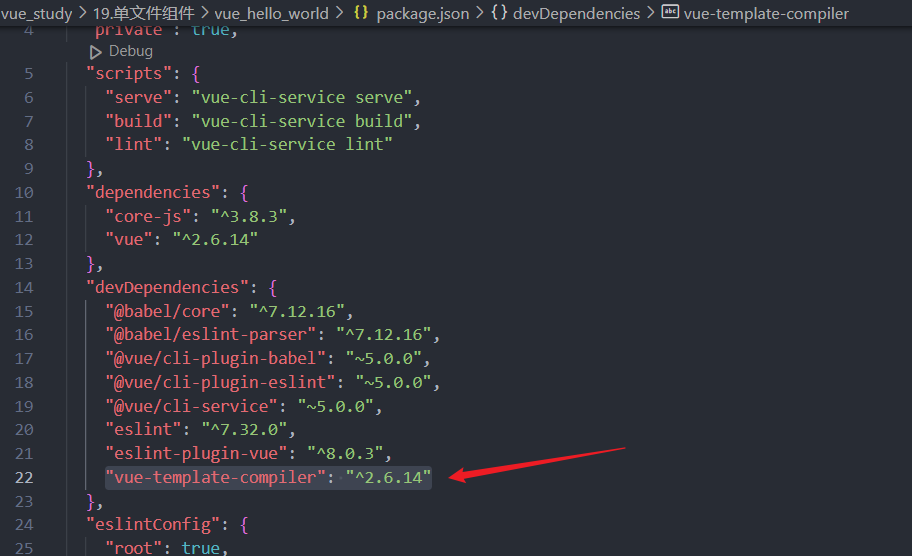 vue_study > 19.单文件组件 > vue_hello_world > {} package.json > {} devDependencies > abc vue-template-compiler
4 "private": true,
Debug
5 "scripts": {
6 "serve": "vue-cli-service serve",
7 "build": "vue-cli-service build",
8 "lint": "vue-cli-service lint"
9 },
10 "dependencies": {
11 "core-js": "^3.8.3",
12 "vue": "^2.6.14"
13 },
14 "devDependencies": {
15 "@babel/core": "^7.12.16",
16 "@babel/eslint-parser": "^7.12.16",
17 "@vue/cli-plugin-babel": "~5.0.0",
18 "@vue/cli-plugin-eslint": "~5.0.0",
19 "@vue/cli-service": "~5.0.0",
20 "eslint": "^7.32.0",
21 "eslint-plugin-vue": "^8.0.3",
22 "vue-template-compiler": "^2.6.14"
23 },
24 "eslintConfig": {
25 "root": true,